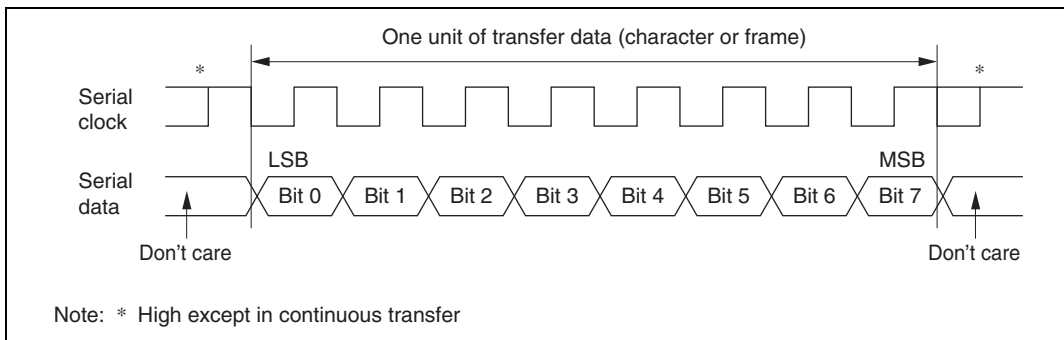 One unit of transfer data (character or frame)
* *
Serial
clock
LSB MSB
Serial
data
Bit 0 Bit 1 Bit 2 Bit 3 Bit 4 Bit 5 Bit 6 Bit 7
Don't care Don't care
Note: * High except in continuous transfer